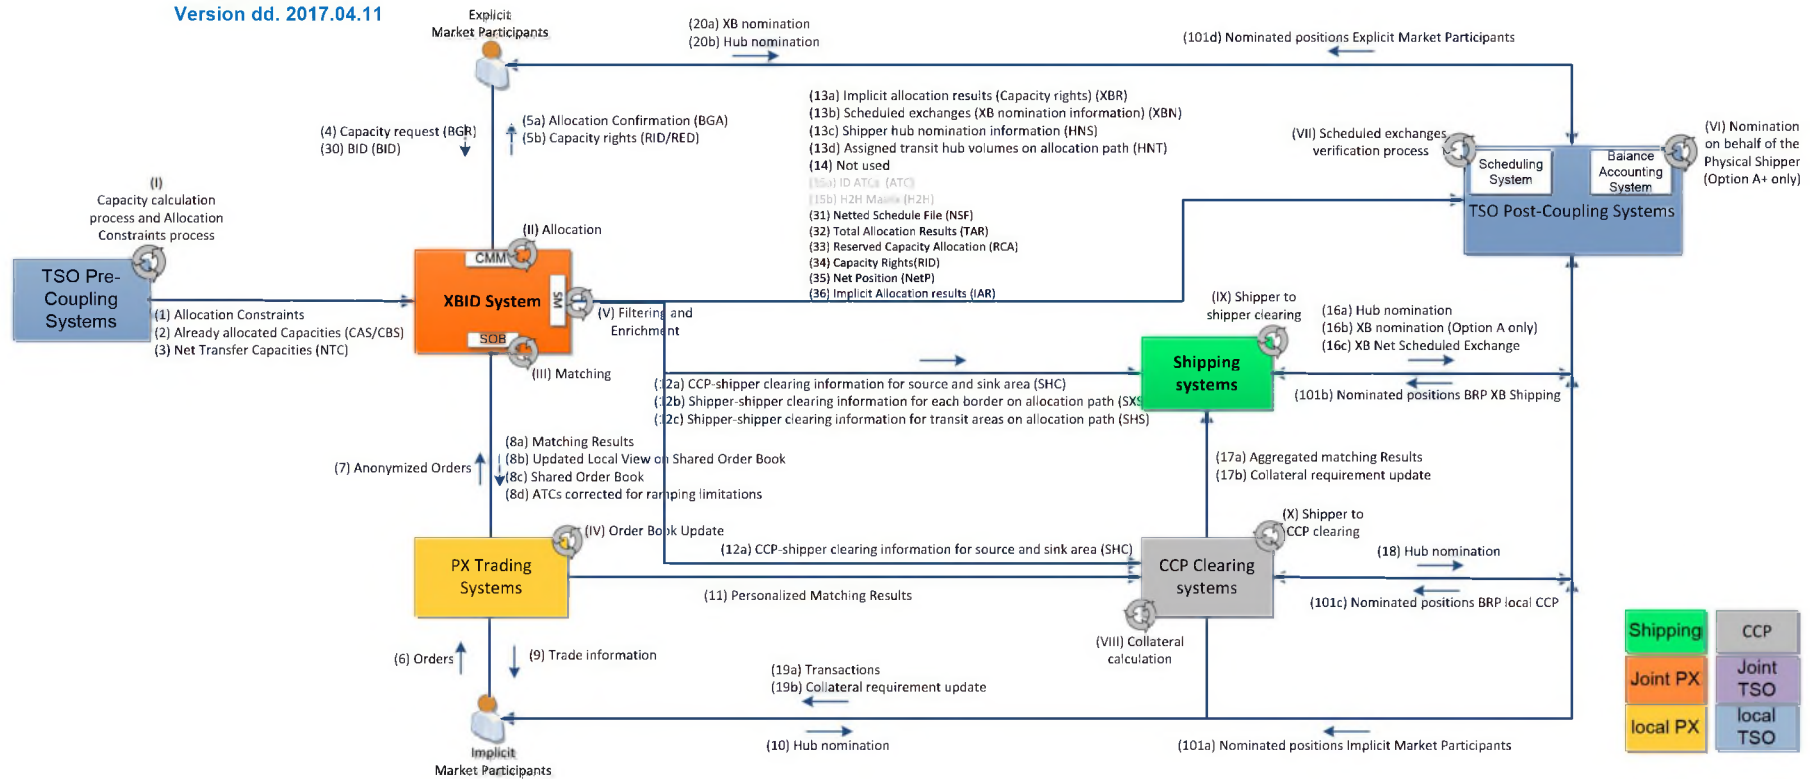 Version dd. 2017.04.11
Explicit
Market Participants
(20a) XB nomination
(20b) Hub nomination
(101d) Nominated positions Explicit Market Participants
(4) Capacity request (BGR)
(30) BID (BID)
(5a) Allocation Confirmation (BGA)
(5b) Capacity rights (RID/RED)
(13a) Implicit allocation results (Capacity rights) (XBR)
(13b) Scheduled exchanges (XB nomination information) (XBN)
(13c) Shipper hub nomination information (HNS)
(13d) Assigned transit hub volumes on allocation path (HNT)
(14) Not used
(15a) ID ATCs (ATC)
(15b) H2H Matrix (H2H)
(31) Netted Schedule File (NSF)
(32) Total Allocation Results (TAR)
(33) Reserved Capacity Allocation (RCA)
(34) Capacity Rights(RID)
(35) Net Position (NetP)
(36) Implicit Allocation results (IAR)
(VII) Scheduled exchanges
verification process
Scheduling
System
Balance
Accounting
System
TSO Post-Coupling Systems
(VI) Nomination
on behalf of the
Physical Shipper
(Option A+ only)
(I)
Capacity calculation
process and Allocation
Constraints process
TSO Pre-
Coupling
Systems
(1) Allocation Constraints
(2) Already allocated Capacities (CAS/CBS)
(3) Net Transfer Capacities (NTC)
(II) Allocation
CMM
XBID System
SM
SOB
(III) Matching
(V) Filtering and
Enrichment
(IX) Shipper to
shipper clearing
Shipping
systems
(16a) Hub nomination
(16b) XB nomination (Option A only)
(16c) XB Net Scheduled Exchange
(101b) Nominated positions BRP XB Shipping
(12a) CCP-shipper clearing information for source and sink area (SHC)
(12b) Shipper-shipper clearing information for each border on allocation path (SXS
(12c) Shipper-shipper clearing information for transit areas on allocation path (SHS)
(7) Anonymized Orders
(8a) Matching Results
(8b) Updated Local View on Shared Order Book
(8c) Shared Order Book
(8d) ATCs corrected for ramping limitations
(17a) Aggregated matching Results
(17b) Collateral requirement update
(IV) Order Book Update
PX Trading
Systems
(12a) CCP-shipper clearing information for source and sink area (SHC)
(11) Personalized Matching Results
(X) Shipper to
CCP clearing
CCP Clearing
systems
(18) Hub nomination
(101c) Nominated positions BRP local CCP
(VIII) Collateral
calculation
(6) Orders
(9) Trade information
(19a) Transactions
(19b) Collateral requirement update
Implicit
Market Participants
(10) Hub nomination
(101a) Nominated positions Implicit Market Participants
Shipping
CCP
Joint PX
Joint
TSO
local PX
local
TSO